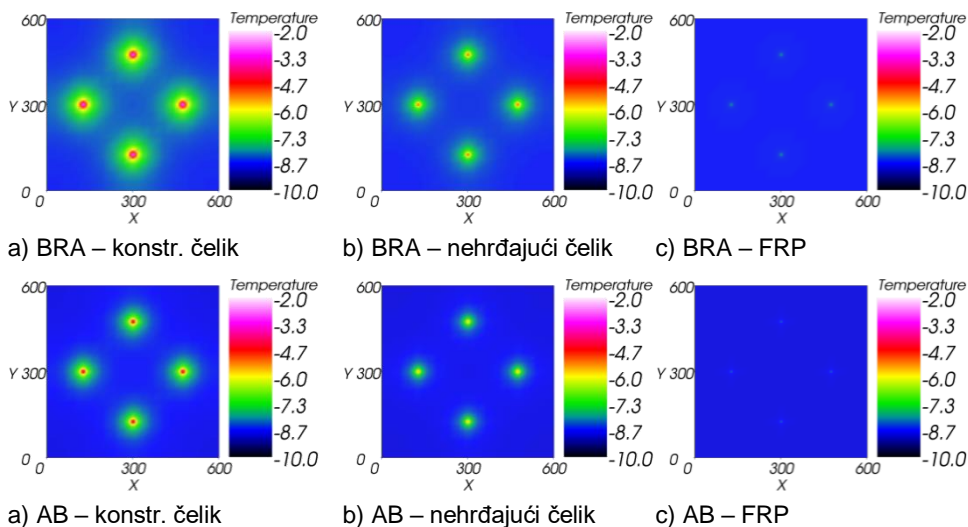 600 Temperature 600 Temperature 600 Temperature
-2.0 -2.0 -2.0
-3.3 -3.3 -3.3
-4.7 -4.7 -4.7
Y 300 -6.0 Y 300 -6.0 Y 300 -6.0
-7.3 -7.3 -7.3
-8.7 -8.7 -8.7
0 -10.0 0 -10.0 0 -10.0
0 300 600 0 300 600 0 300 600
X X X
a) BRA – konstr. čelik b) BRA – nehrđajući čelik c) BRA – FRP
600 Temperature 600 Temperature 600 Temperature
-2.0 -2.0 -2.0
-3.3 -3.3 -3.3
-4.7 -4.7 -4.7
Y 300 -6.0 Y 300 -6.0 Y 300 -6.0
-7.3 -7.3 -7.3
-8.7 -8.7 -8.7
0 -10.0 0 -10.0 0 -10.0
0 300 600 0 300 600 0 300 600
X X X
a) AB – konstr. čelik b) AB – nehrđajući čelik c) AB – FRP